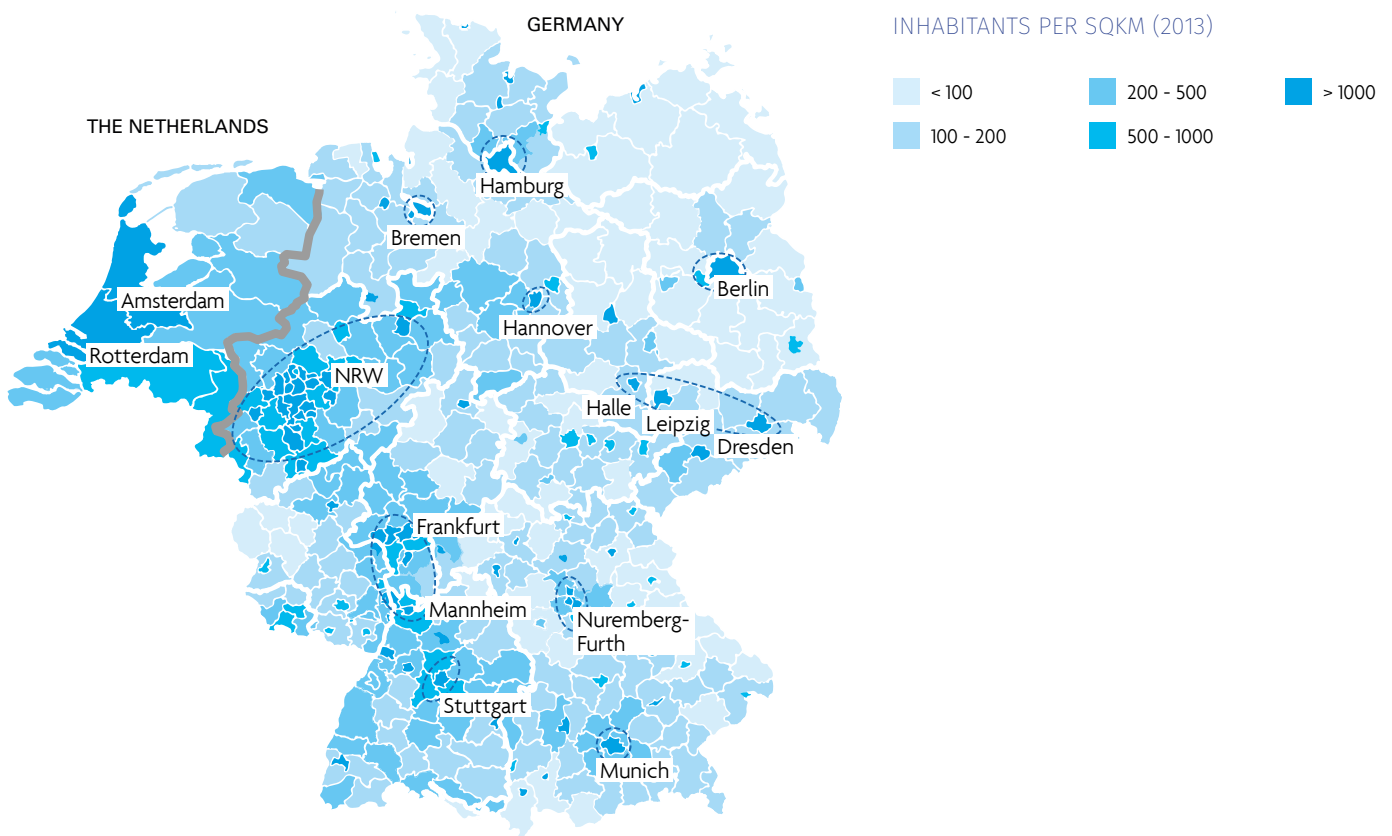 GERMANY
INHABITANTS PER SQKM (2013)
< 100
200 - 500
> 1000
100 - 200
500 - 1000
THE NETHERLANDS
Hamburg
Bremen
Berlin
Amsterdam
Hannover
Rotterdam
NRW
Halle
Leipzig
Dresden
Frankfurt
Mannheim
Nuremberg-
Furth
Stuttgart
Munich